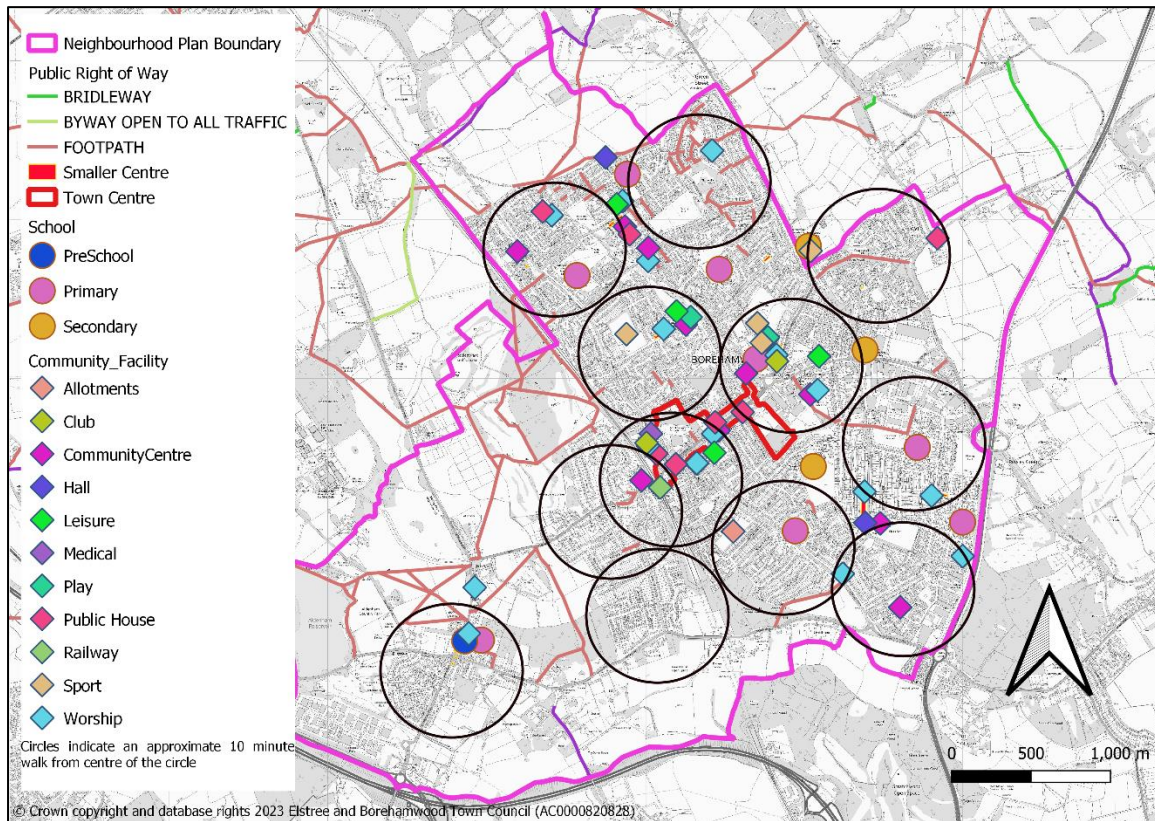 Neighbourhood Plan Boundary
Public Right of Way
BRIDLEWAY
BYWAY OPEN TO ALL TRAFFIC
FOOTPATH
Smaller Centre
Town Centre
School
PreSchool
Primary
Secondary
Community_Facility
Allotments
Club
CommunityCentre
Hall
Leisure
Medical
Play
Public House
Railway
Sport
Worship
Circles indicate an approximate 10 minute
walk from centre of the circle
BOREHAMW
0 500 1,000 m
© Crown copyright and database rights 2023 Elstree and Borehamwood Town Council (AC0000820828)